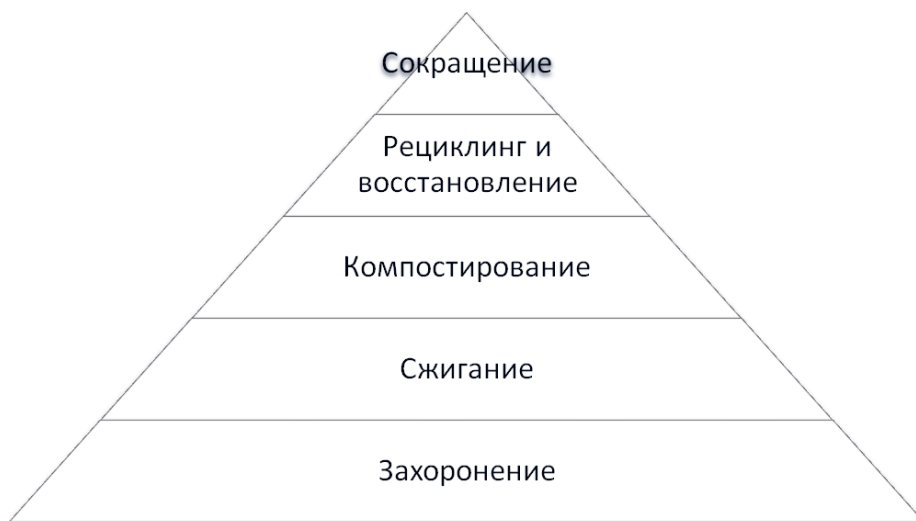 Сокращение
Рециклинг и
восстановление
Компостирование
Сжигание
Захоронение